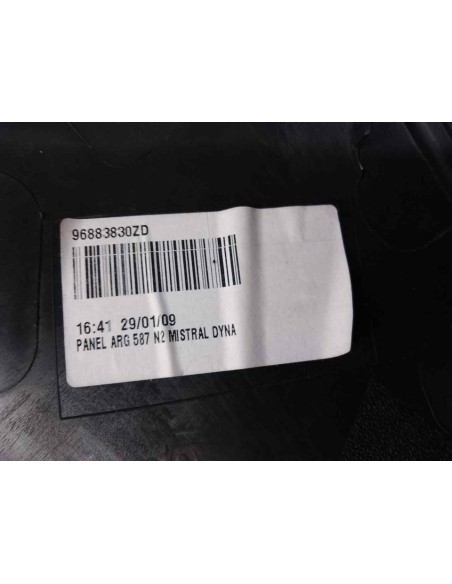 96883830ZD
16:41 29/01/09
PANEL ARG 587 N2 MISTRAL DYNA